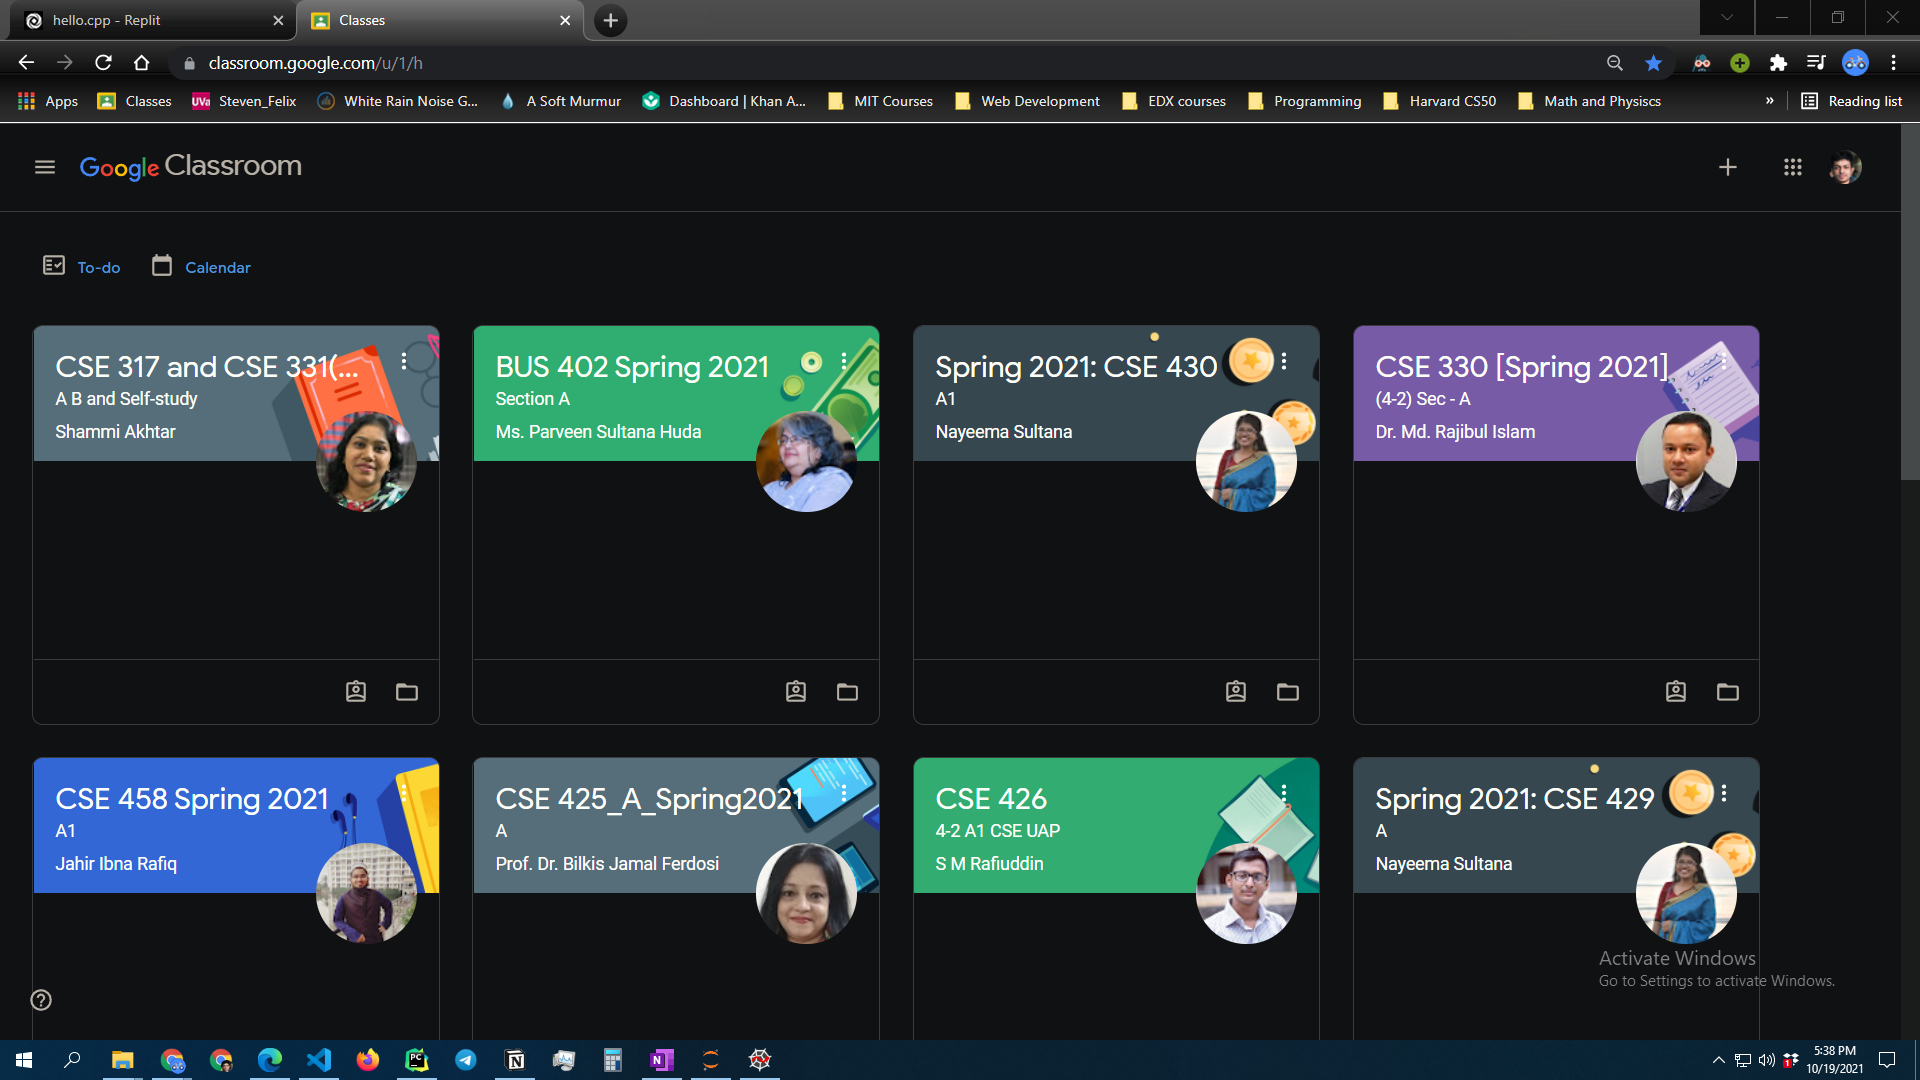 hello.cpp - Replit
Classes
classroom.google.com/u/1/h
Apps
Classes
UVa Steven_Felix
White Rain Noise G...
A Soft Murmur
Dashboard | Khan A...
MIT Courses
Web Development
EDX courses
Programming
Harvard CS50
Math and Physiscs
»
Reading list
Google Classroom
To-do
Calendar
CSE 317 and CSE 331(...
A B and Self-study
Shammi Akhtar
BUS 402 Spring 2021
Section A
Ms. Parveen Sultana Huda
Spring 2021: CSE 430
A1
Nayeema Sultana
CSE 330 [Spring 2021]
(4-2) Sec - A
Dr. Md. Rajibul Islam
CSE 458 Spring 2021
A1
Jahir Ibna Rafiq
CSE 425_A_Spring2021
A
Prof. Dr. Bilkis Jamal Ferdosi
CSE 426
4-2 A1 CSE UAP
S M Rafiuddin
Spring 2021: CSE 429
A
Nayeema Sultana
Activate Windows
Go to Settings to activate Windows.
PC
N
N
1
5:38 PM
10/19/2021